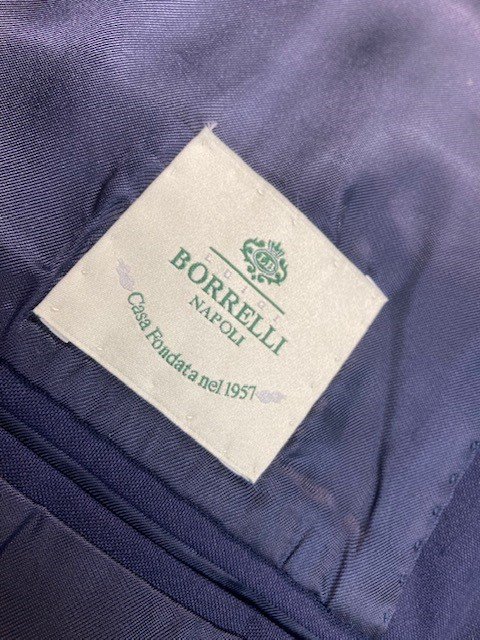 LUIGI
BORRELLI
NAPOLI
Casa Fondata nel 1957